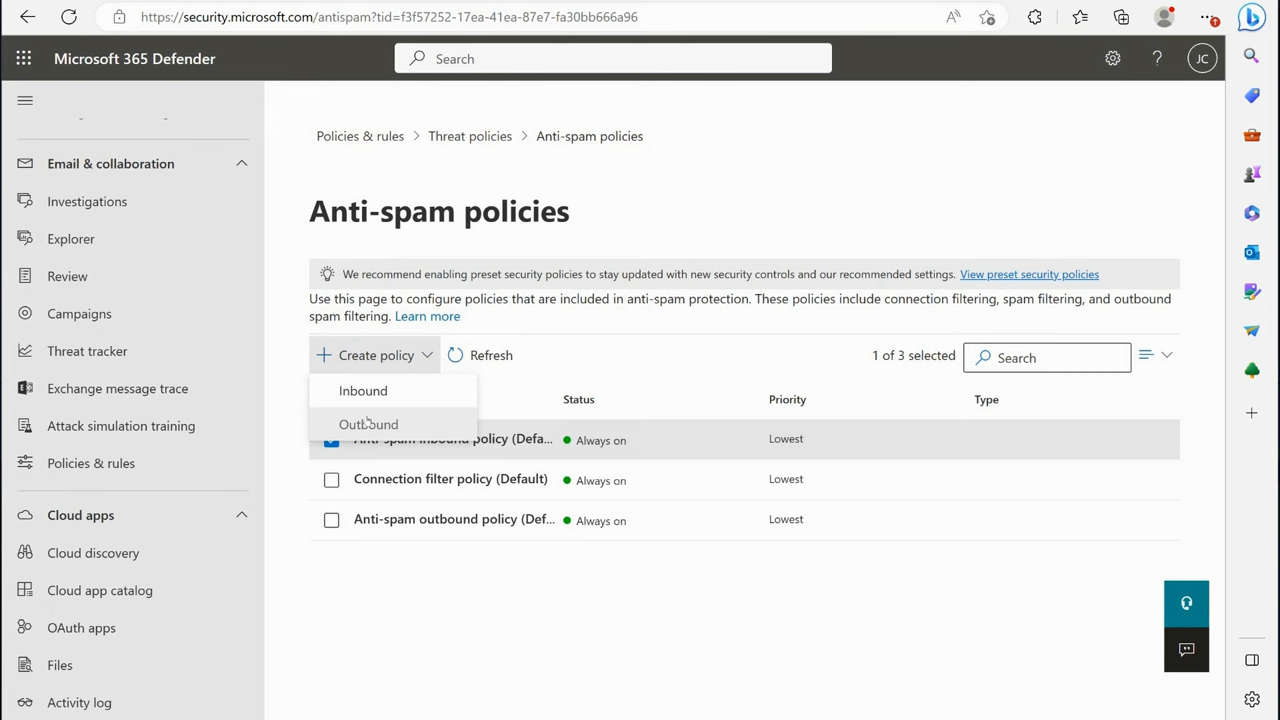 https://security.microsoft.com/antispam?tid=f3f57252-17ea-41ea-87e7-fa30bb666a96
Microsoft 365 Defender
Search
JC
Policies & rules > Threat policies > Anti-spam policies
Email & collaboration
Investigations
Explorer
Review
Campaigns
Threat tracker
Exchange message trace
Attack simulation training
Policies & rules
Cloud apps
Cloud discovery
Cloud app catalog
OAuth apps
Files
Activity log
Anti-spam policies
We recommend enabling preset security policies to stay updated with new security controls and our recommended settings. View preset security policies
Use this page to configure policies that are included in anti-spam protection. These policies include connection filtering, spam filtering, and outbound
spam filtering. Learn more
Create policy
Refresh
1 of 3 selected
Search
Inbound
Outbound
Status Priority Type
Anti-spam inbound policy (Defa... Always on Lowest
Connection filter policy (Default) Always on Lowest
Anti-spam outbound policy (Def... Always on Lowest